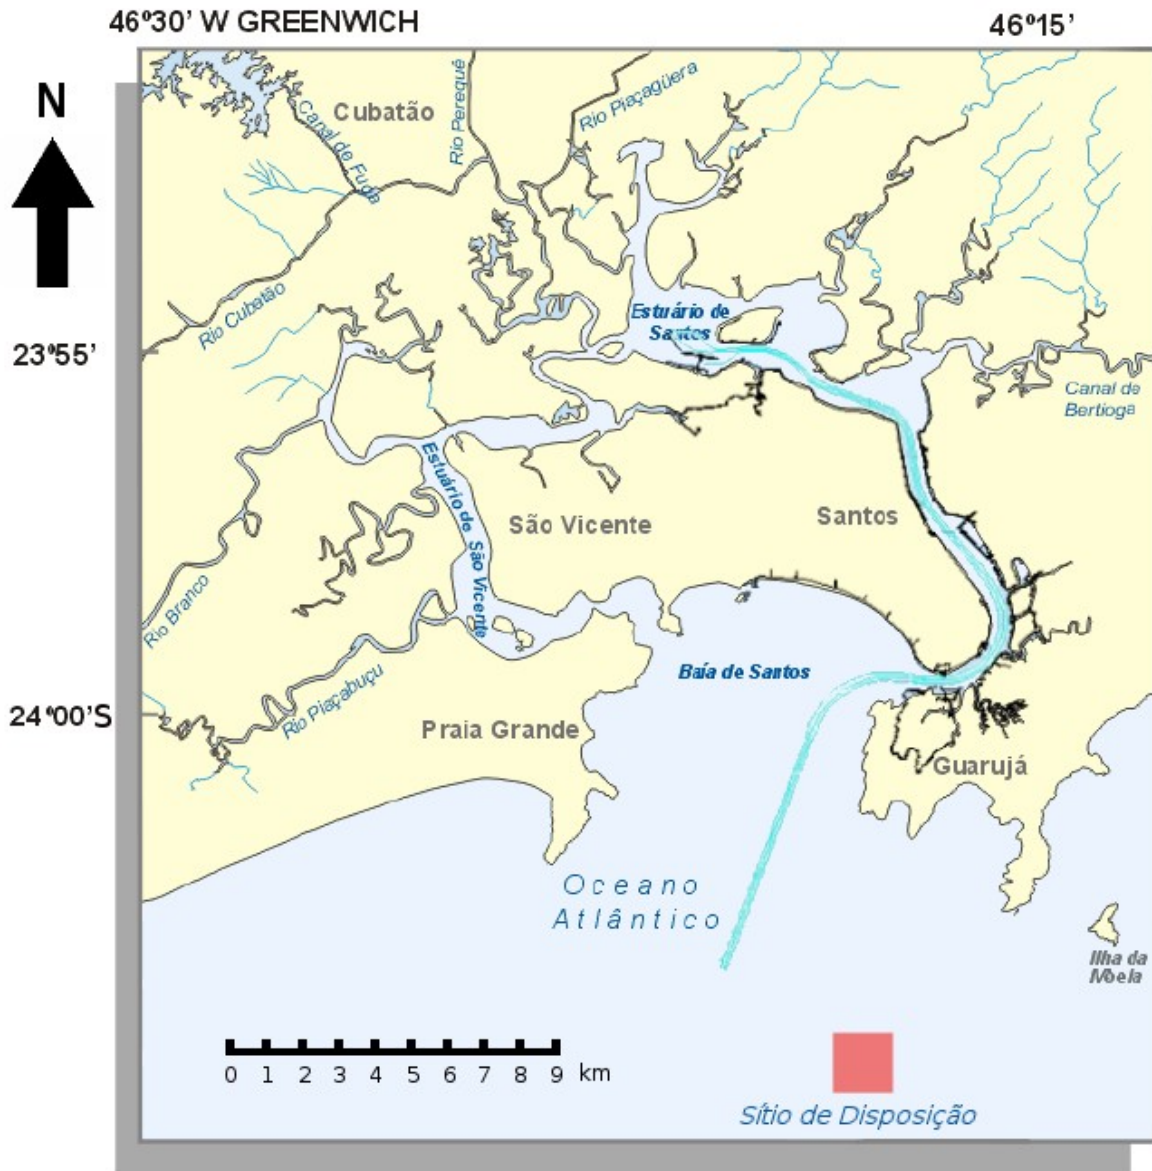 46º30’ W GREENWICH
46º15’
N
Cubatão
Canal de Fuga
Rio Perequê
Rio Piaçagüera
Rio Cubatão
Estuário de
Santos
23º55’
Canal de
Bertioga
Estuário de São Vicente
São Vicente
Santos
Rio Branco
Baía de Santos
Rio Piaçabuçu
24º00’S
Praia Grande
Guarujá
Oceano
Atlântico
Ilha da
Moela
0 1 2 3 4 5 6 7 8 9 km
Sítio de Disposição